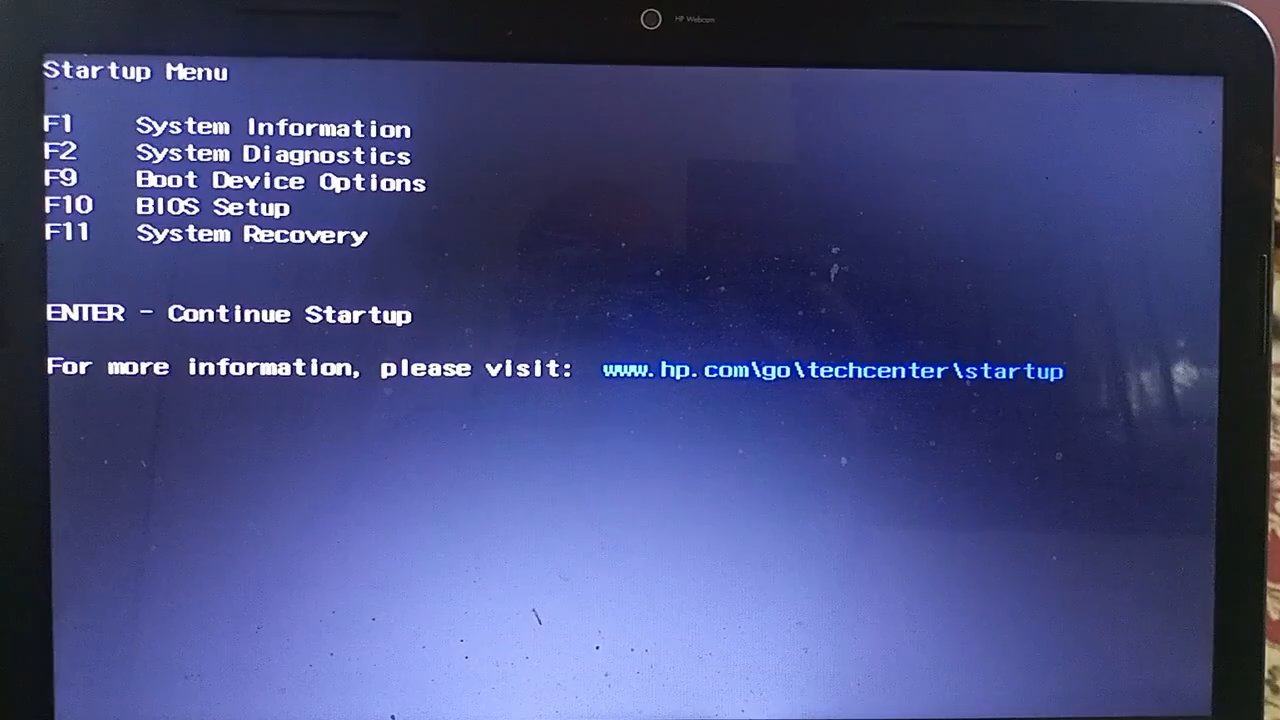 HP Webcam
Startup Menu
F1 System Information
F2 System Diagnostics
F9 Boot Device Options
F10 BIOS Setup
F11 System Recovery
ENTER - Continue Startup
For more information, please visit: www.hp.com\go\techcenter\startup